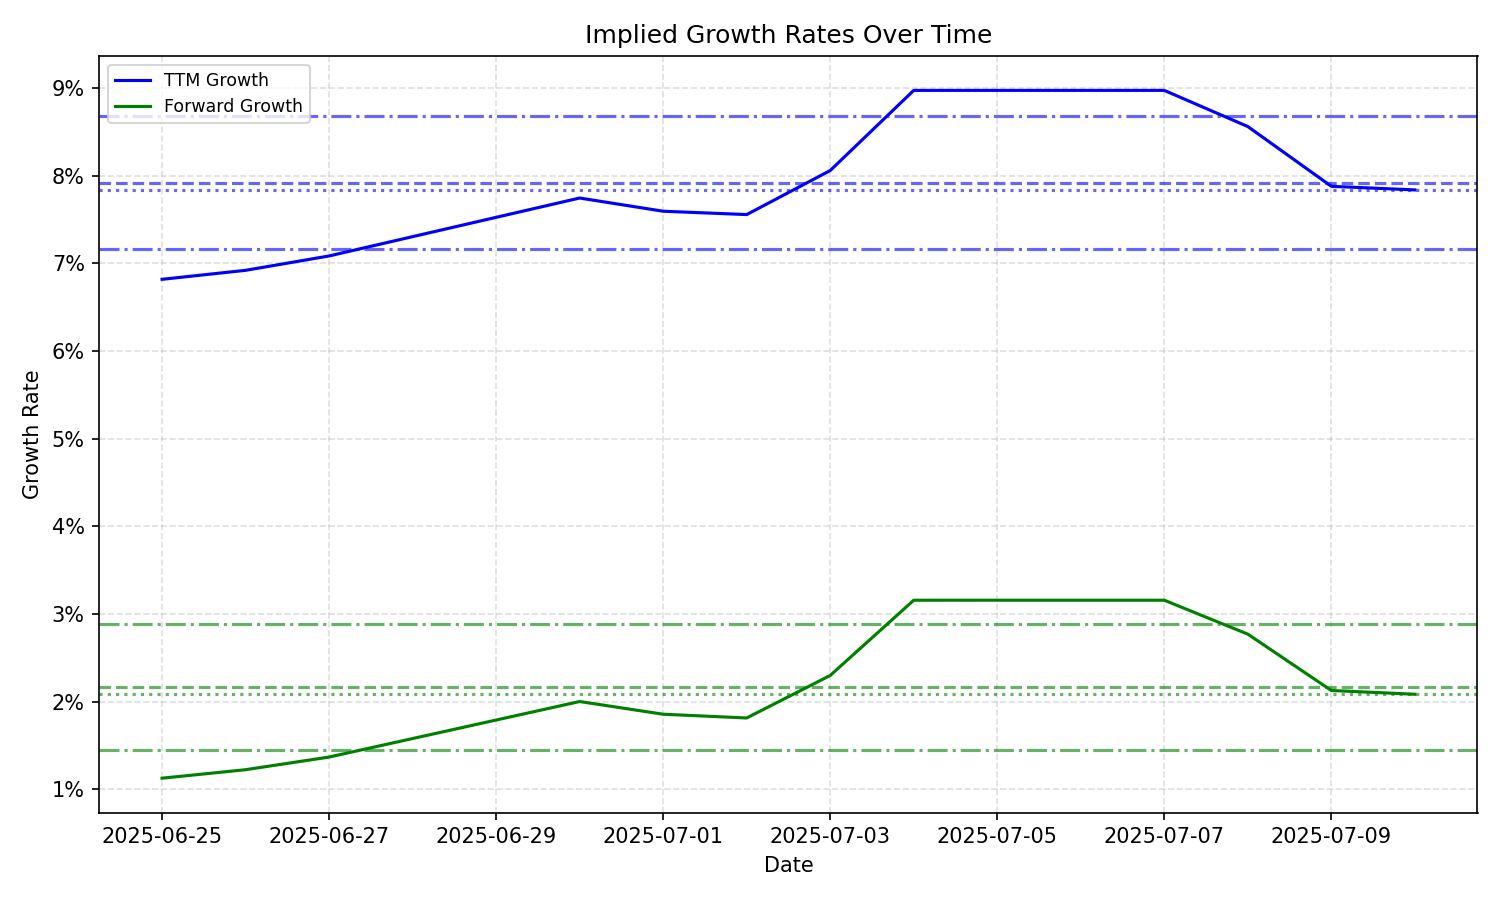 Implied Growth Rates Over Time
TTM Growth
Forward Growth
9%
8%
7%
6%
5%
4%
3%
2%
1%
Growth Rate
2025-06-25 2025-06-27 2025-06-29 2025-07-01 2025-07-03 2025-07-05 2025-07-07 2025-07-09
Date